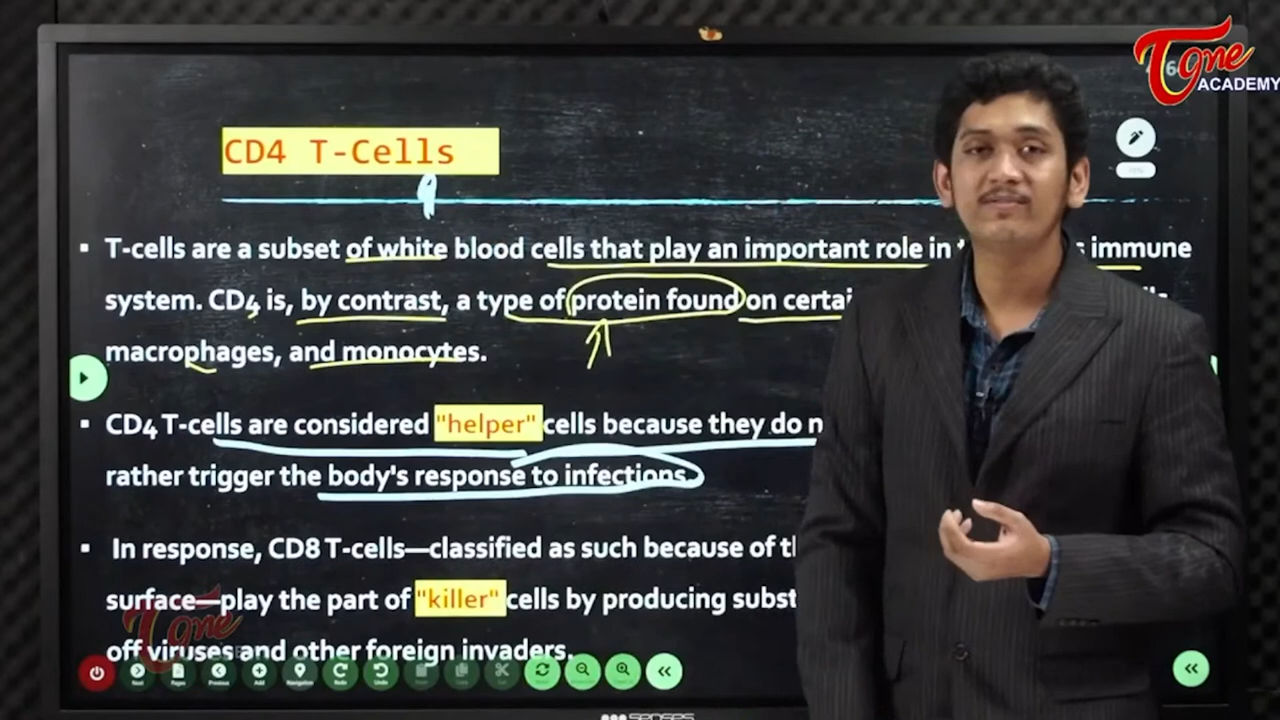 Tone
ACADEMY
CD4 T-Cells
T-cells are a subset of white blood cells that play an important role in immune
system. CD4 is, by contrast, a type of protein found on certai
macrophages, and monocytes.
CD4 T-cells are considered "helper" cells because they do n
rather trigger the body's response to infections.
In response, CD8 T-cells—classified as such because of th
surface—play the part of "killer" cells by producing subst
off viruses and other foreign invaders.
Tone